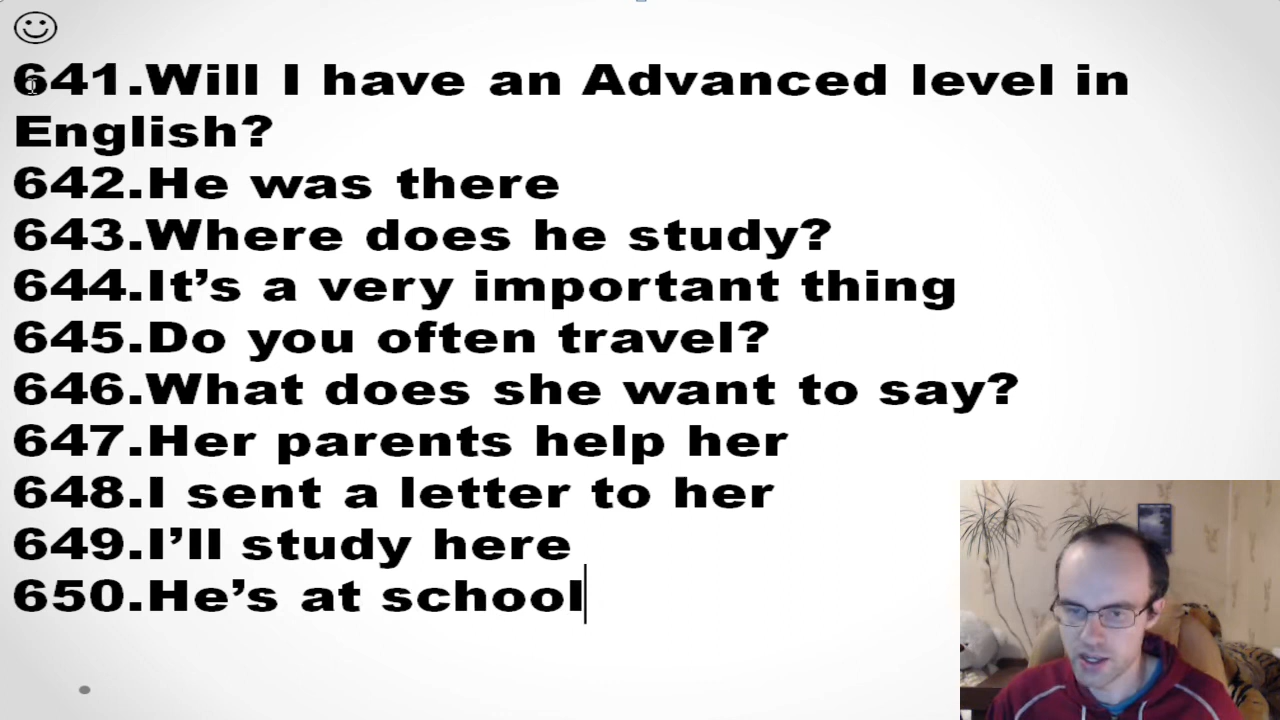 641.Will I have an Advanced level in
English?
642.He was there
643.Where does he study?
644.It’s a very important thing
645.Do you often travel?
646.What does she want to say?
647.Her parents help her
648.I sent a letter to her
649.I’ll study here
650.He’s at school